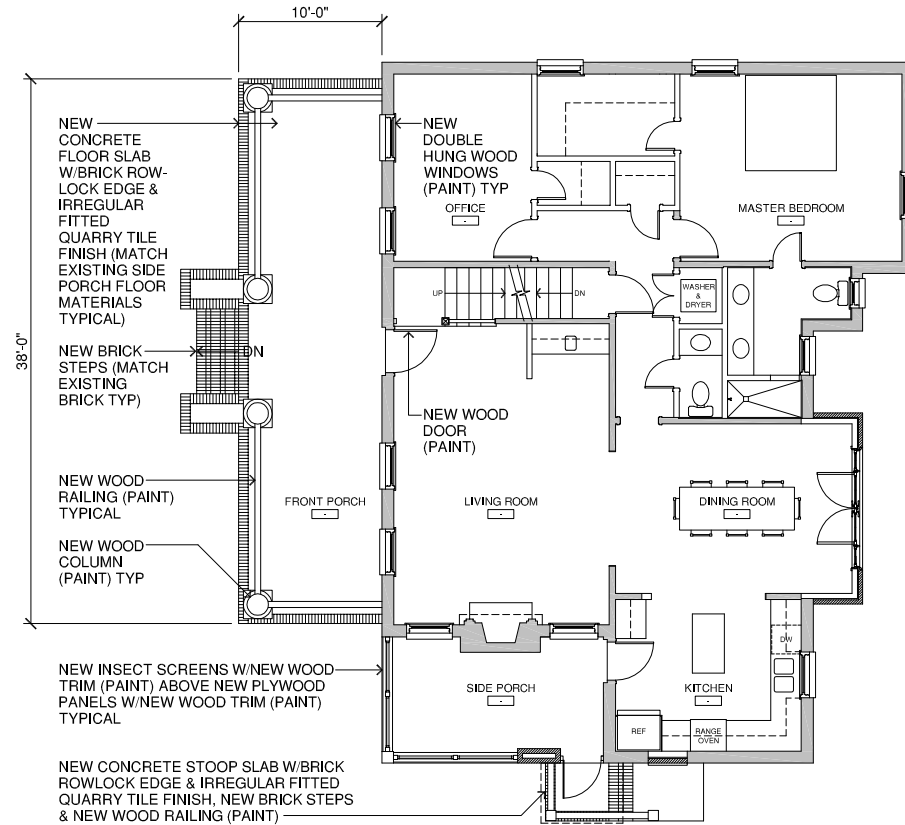 10'-0"
38'-0"
NEW
CONCRETE
FLOOR SLAB
W/BRICK ROW-
LOCK EDGE &
IRREGULAR
FITTED
QUARRY TILE
FINISH (MATCH
EXISTING SIDE
PORCH FLOOR
MATERIALS
TYPICAL)
NEW BRICK
STEPS (MATCH
EXISTING
BRICK TYP)
DN
NEW WOOD
RAILING (PAINT)
TYPICAL
NEW WOOD
COLUMN
(PAINT) TYP
NEW
DOUBLE
HUNG WOOD
WINDOWS
(PAINT) TYP
OFFICE
MASTER BEDROOM
UP
DN
WASHER
&
DRYER
NEW WOOD
DOOR
(PAINT)
FRONT PORCH
LIVING ROOM
DINING ROOM
SIDE PORCH
KITCHEN
DW
REF
RANGE
OVEN
NEW INSECT SCREENS W/NEW WOOD
TRIM (PAINT) ABOVE NEW PLYWOOD
PANELS W/NEW WOOD TRIM (PAINT)
TYPICAL
NEW CONCRETE STOOP SLAB W/BRICK
ROWLOCK EDGE & IRREGULAR FITTED
QUARRY TILE FINISH, NEW BRICK STEPS
& NEW WOOD RAILING (PAINT)